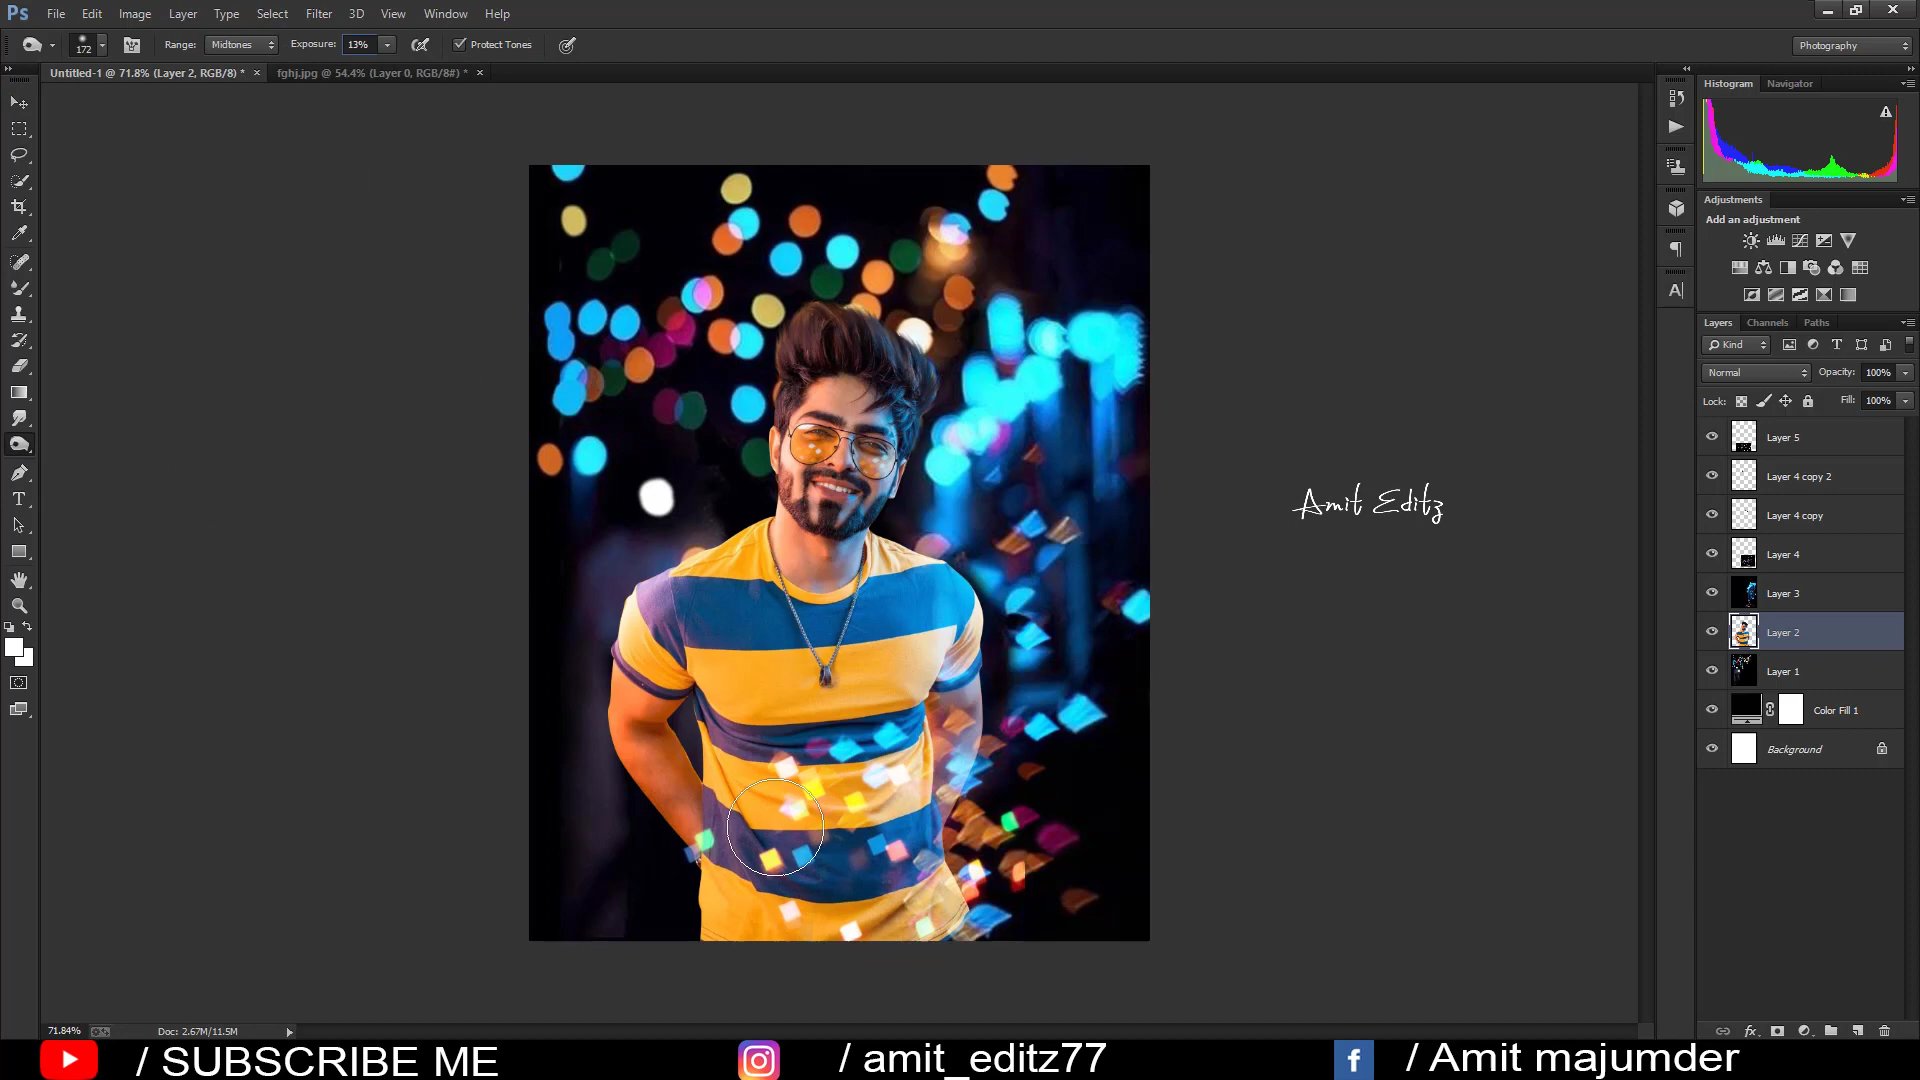 Ps File Edit Image Layer Type Select Filter 3D View Window Help
172 Range: Midtones Exposure: 13% Protect Tones Photography
Untitled-1 @ 71.8% (Layer 2, RGB/8) * × fghj.jpg @ 54.4% (Layer 0, RGB/8#) * ×
Histogram Navigator
Adjustments
Add an adjustment
Layers Channels Paths
Kind
Normal Opacity: 100%
Lock: Fill: 100%
Layer 5
Layer 4 copy 2
Layer 4 copy
Layer 4
Layer 3
Layer 2
Layer 1
Color Fill 1
Background
Amit Editz
71.84% Doc: 2.67M/11.5M
/ SUBSCRIBE ME / amit_editz77 / Amit majumder